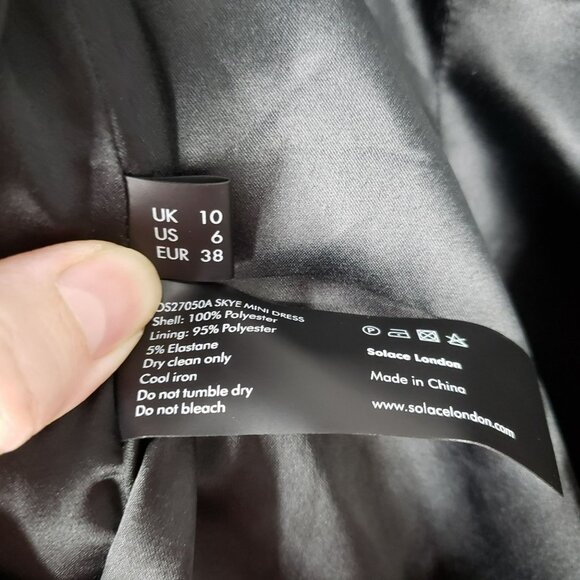 UK 10
US 6
EUR 38
OS27050A SKYE MINI DRESS
Shell: 100% Polyester
Lining: 95% Polyester
5% Elastane
Dry clean only
Cool iron
Do not tumble dry
Do not bleach
P
Solace London
Made in China
www.solacelondon.com